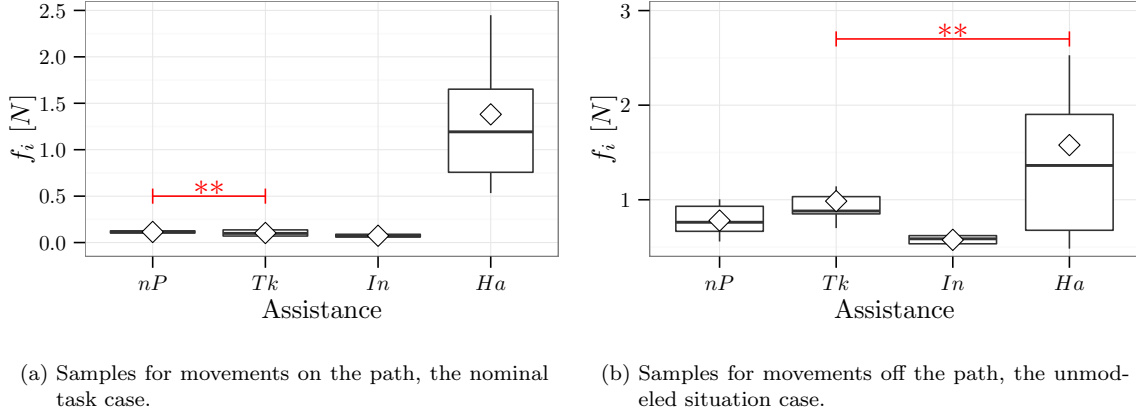 2.5
2.0
1.5
1.0
0.5
0.0
f_i [N]
**
nP Tk In Ha
Assistance
3
2
1
f_i [N]
**
nP Tk In Ha
Assistance
(a) Samples for movements on the path, the nominal
task case.
(b) Samples for movements off the path, the unmod-
eled situation case.